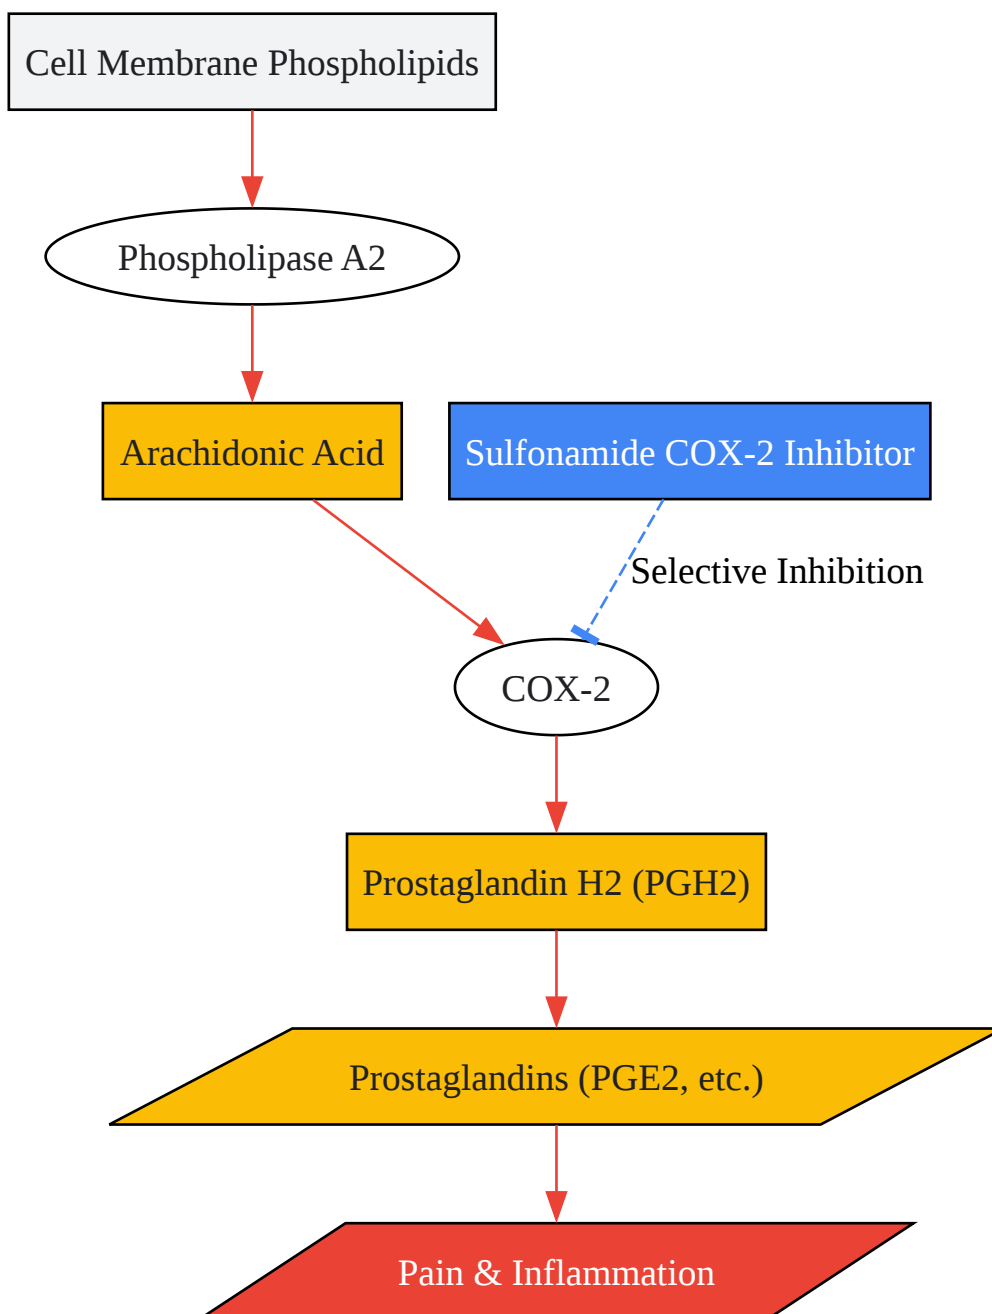 Cell Membrane Phospholipids
Phospholipase A2
Arachidonic Acid
Sulfonamide COX-2 Inhibitor
Selective Inhibition
COX-2
Prostaglandin H2 (PGH2)
Prostaglandins (PGE2, etc.)
Pain & Inflammation